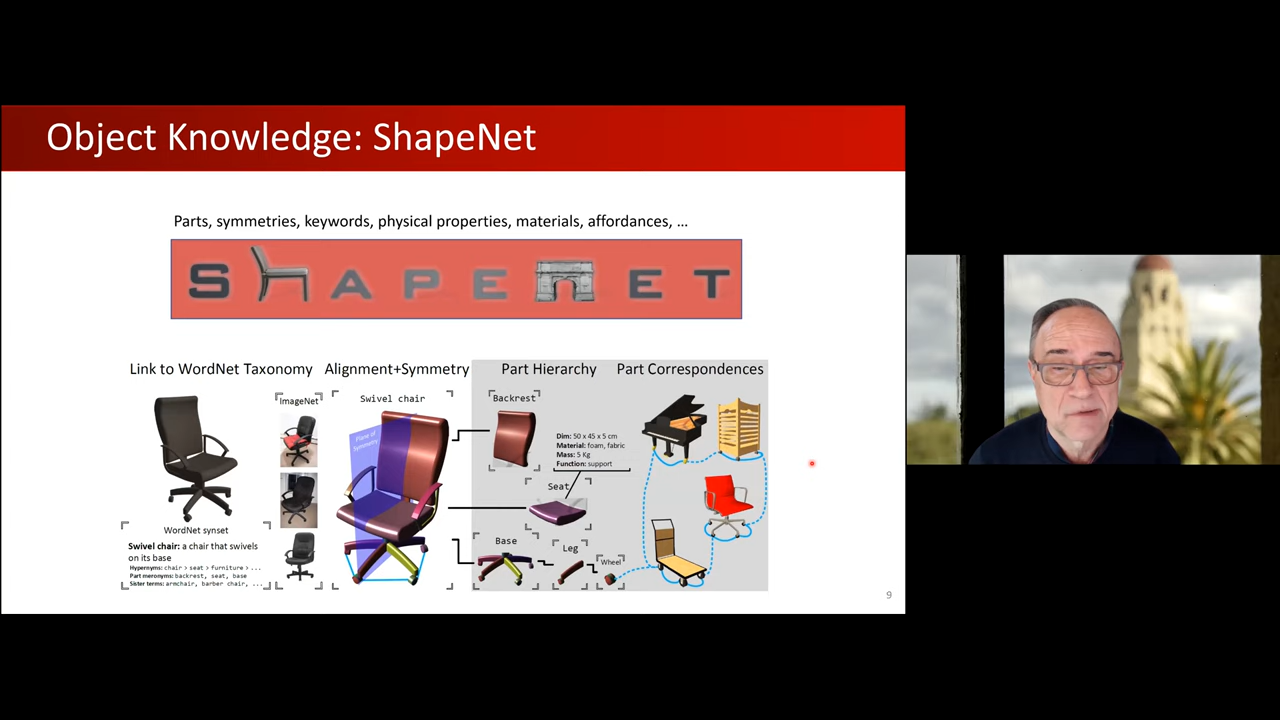 Object Knowledge: ShapeNet
Parts, symmetries, keywords, physical properties, materials, affordances, …
SHAPENET
Link to WordNet Taxonomy
Alignment+Symmetry
Part Hierarchy
Part Correspondences
ImageNet
Swivel chair
Plane of
Symmetry
Backrest
Dim: 50 x 45 x 5 cm
Material: foam, fabric
Mass: 5 Kg
Function: support
Seat
WordNet synset
Swivel chair: a chair that swivels
on its base
Hypernyms: chair > seat > furniture > ...
Part meronyms: backrest, seat, base
Sister terms: armchair, barber chair, ...
Base
Leg
Wheel
9